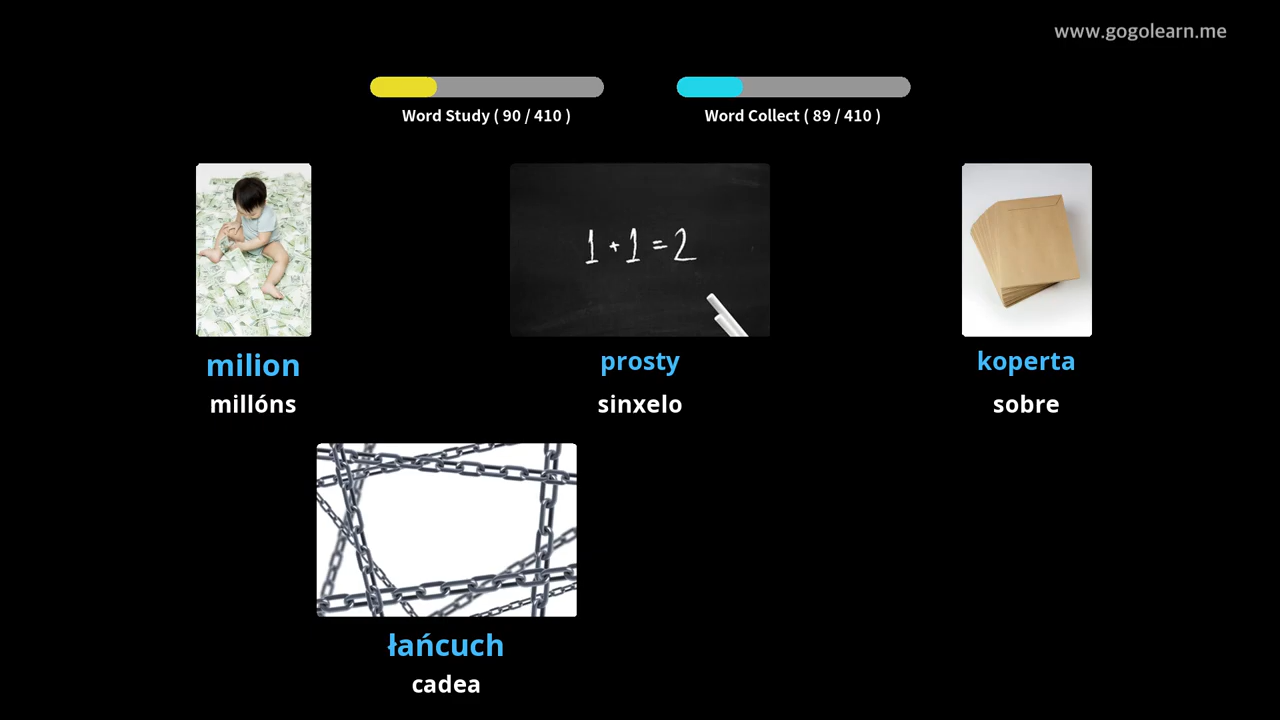 www.gogolearn.me
Word Study ( 90 / 410 )
Word Collect ( 89 / 410 )
1 + 1 = 2
milion
millóns
prosty
sinxelo
koperta
sobre
łańcuch
cadea